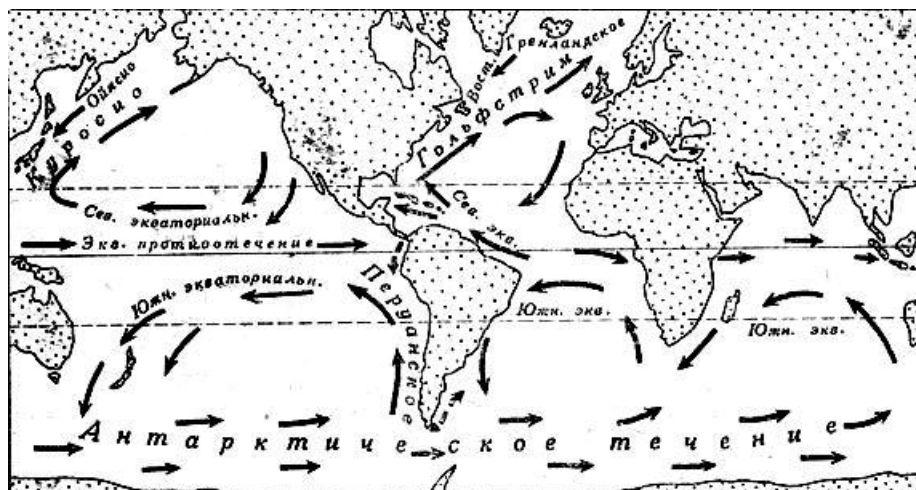 Гренландское
Вост.
Ойясио
Куросио
Гольфстрим
Сев. экваториальн.
Сев. экв.
Экв. противотечение
Южн. экваториальн.
Перуанское
Южн. экв.
Южн. экв.
Антарктическое течение